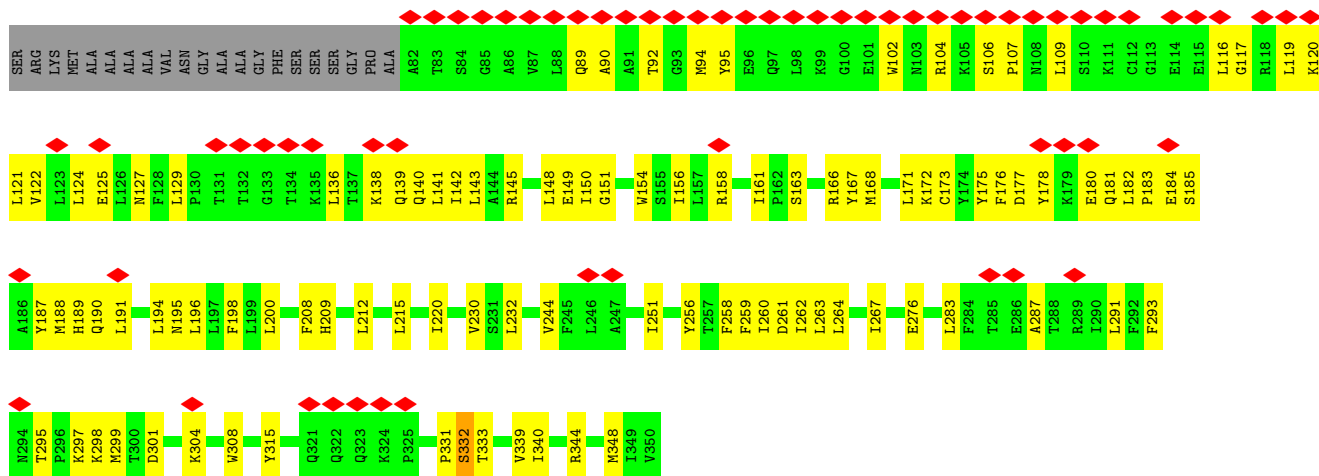 SER ARG LYS MET ALA ALA ALA ALA ALA VAL ASN GLY ALA ALA GLY PHE SER SER SER GLY PRO ALA A82 T83 S84 G85 A86 V87 L88 Q89 A90 A91 T92 G93 M94 Y95 E96 Q97 L98 K99 G100 E101 W102 N103 R104 K105 S106 P107 N108 L109 S110 K111 C112 G113 E114 E115 L116 G117 R118 L119 K120
L121 V122 L123 L124 E125 L126 N127 F128 L129 P130 T131 T132 G133 T134 K135 L136 T137 K138 Q139 Q140 L141 I142 L143 A144 R145 L148 E149 I150 G151 W154 S155 I156 L157 R158 I161 P162 S163 R166 Y167 M168 L171 K172 C173 Y174 Y175 F176 D177 Y178 K179 E180 Q181 L182 P183 E184 S185
A186 Y187 M188 H189 Q190 L191 L194 N195 L196 L197 F198 L199 L200 F208 H209 L212 L215 I220 V230 S231 L232 V244 F245 L246 A247 I251 Y256 T257 F258 F259 I260 D261 I262 L263 L264 I267 E276 L283 F284 T285 E286 A287 T288 R289 I290 L291 F292 F293
N294 T295 P296 K297 K298 M299 T300 D301 K304 W308 Y315 Q321 Q322 Q323 K324 P325 P331 S332 T333 V339 I340 R344 M348 I349 V350